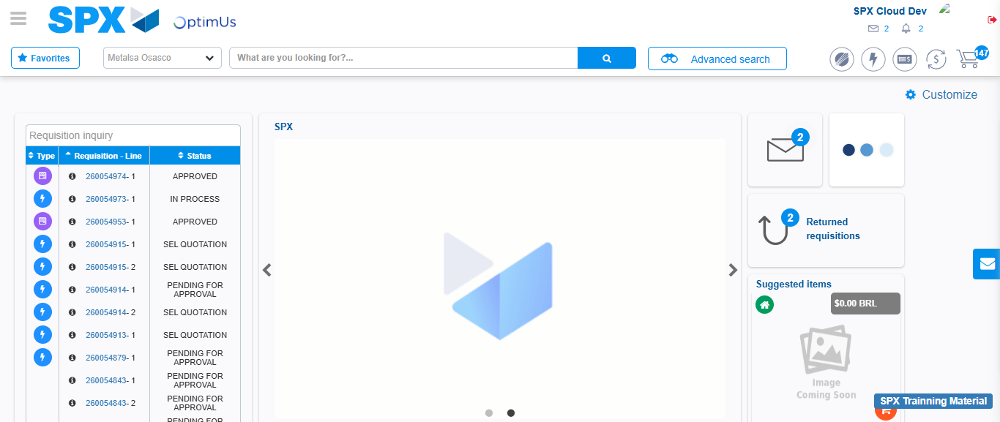 SPX OptimUs
SPX Cloud Dev
2 2
Favorites
Metalsa Osasco
What are you looking for?...
Advanced search
147
Customize
Requisition inquiry
Type Requisition - Line Status
260054974- 1 APPROVED
260054973- 1 IN PROCESS
260054953- 1 APPROVED
260054915- 1 SEL QUOTATION
260054915- 2 SEL QUOTATION
260054914- 1 PENDING FOR
APPROVAL
260054914- 2 SEL QUOTATION
260054913- 1 SEL QUOTATION
260054879- 1 PENDING FOR
APPROVAL
260054843- 1 PENDING FOR
APPROVAL
260054843- 2 PENDING FOR
APPROVAL
PENDING FOR
SPX
2
2
Returned
requisitions
Suggested items
$0.00 BRL
Image
Coming Soon
SPX Trainning Material